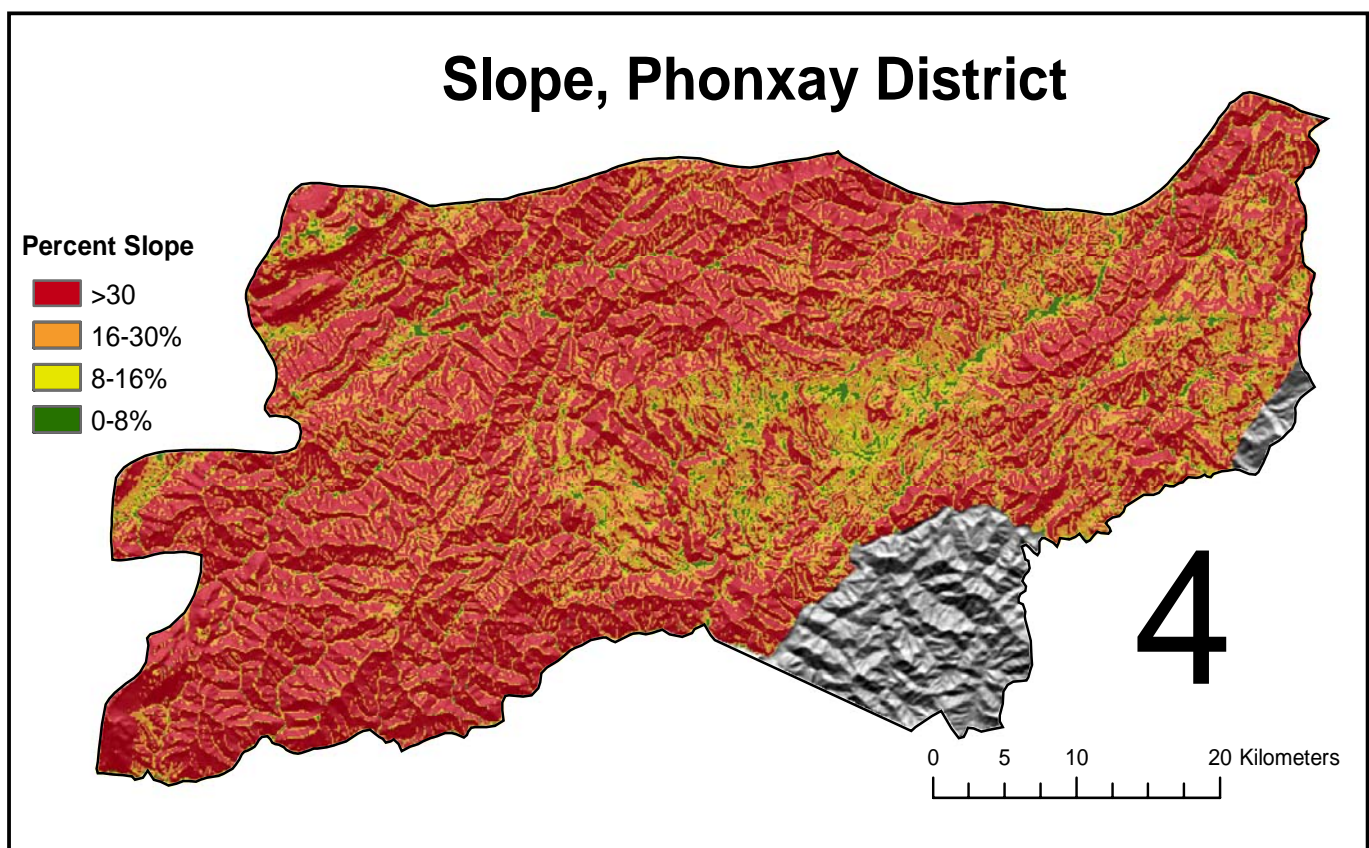 Slope, Phonxay District
Percent Slope
>30
16-30%
8-16%
0-8%
4
0 5 10 20 Kilometers